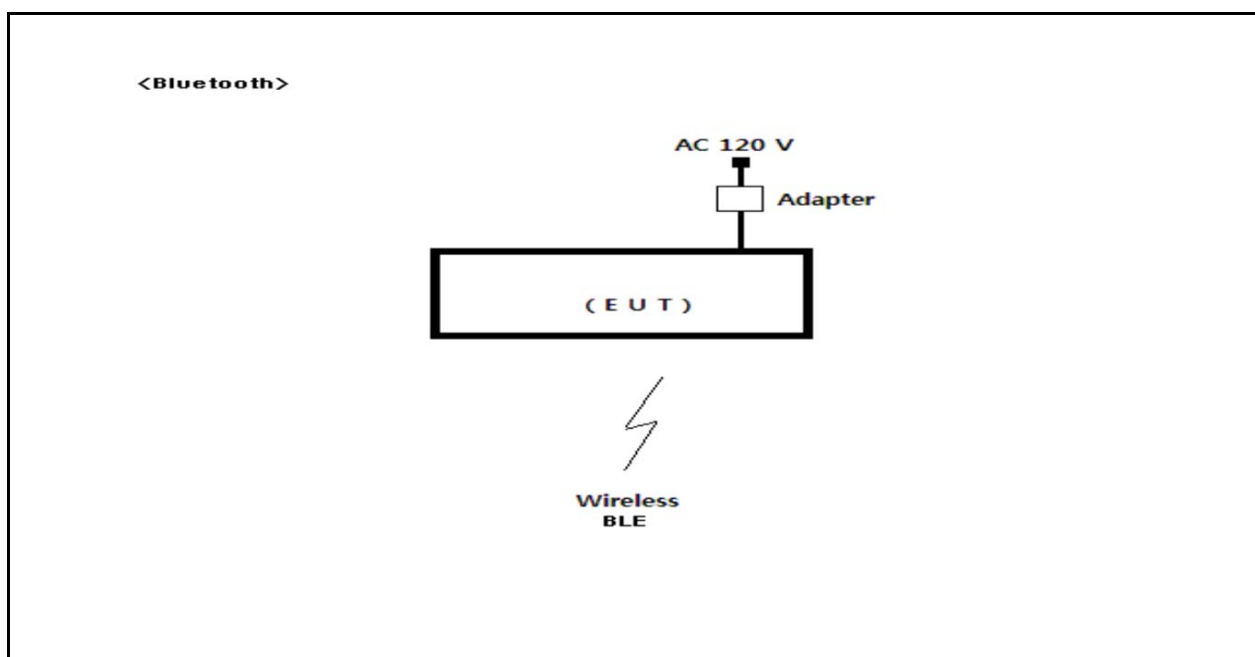 <Bluetooth>
AC 120 V
Adapter
( E U T )
Wireless
BLE